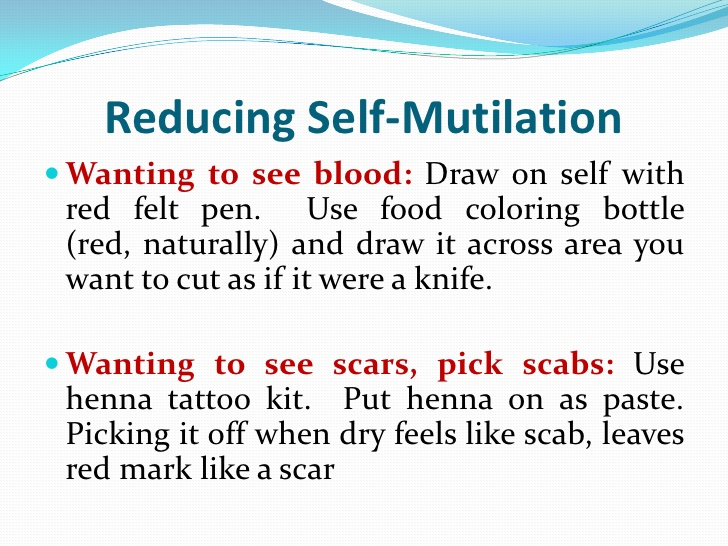 Reducing Self-Mutilation
Wanting to see blood: Draw on self with
red felt pen. Use food coloring bottle
(red, naturally) and draw it across area you
want to cut as if it were a knife.
Wanting to see scars, pick scabs: Use
henna tattoo kit. Put henna on as paste.
Picking it off when dry feels like scab, leaves
red mark like a scar